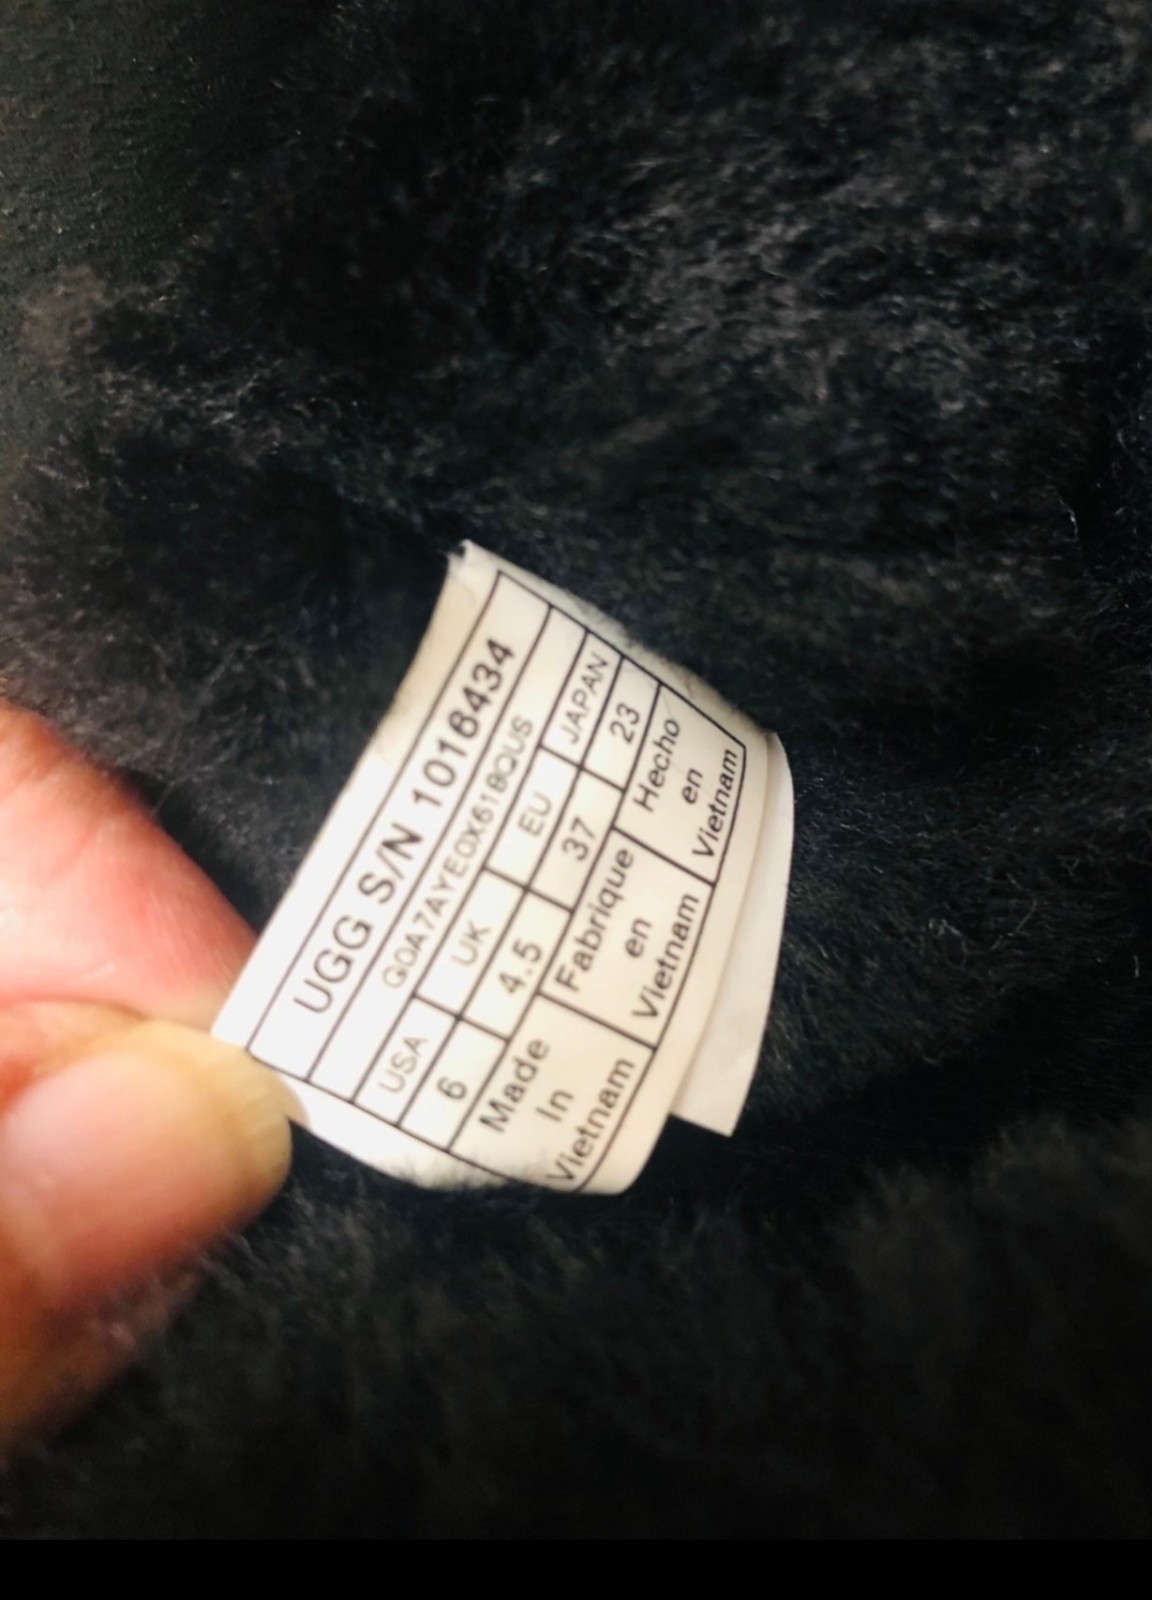 UGG S/N 1016434
G0A7AYE0X618QUS
USA UK EU JAPAN
6 4.5 37 23
Made In Vietnam
Fabrique en Vietnam
Hecho en Vietnam